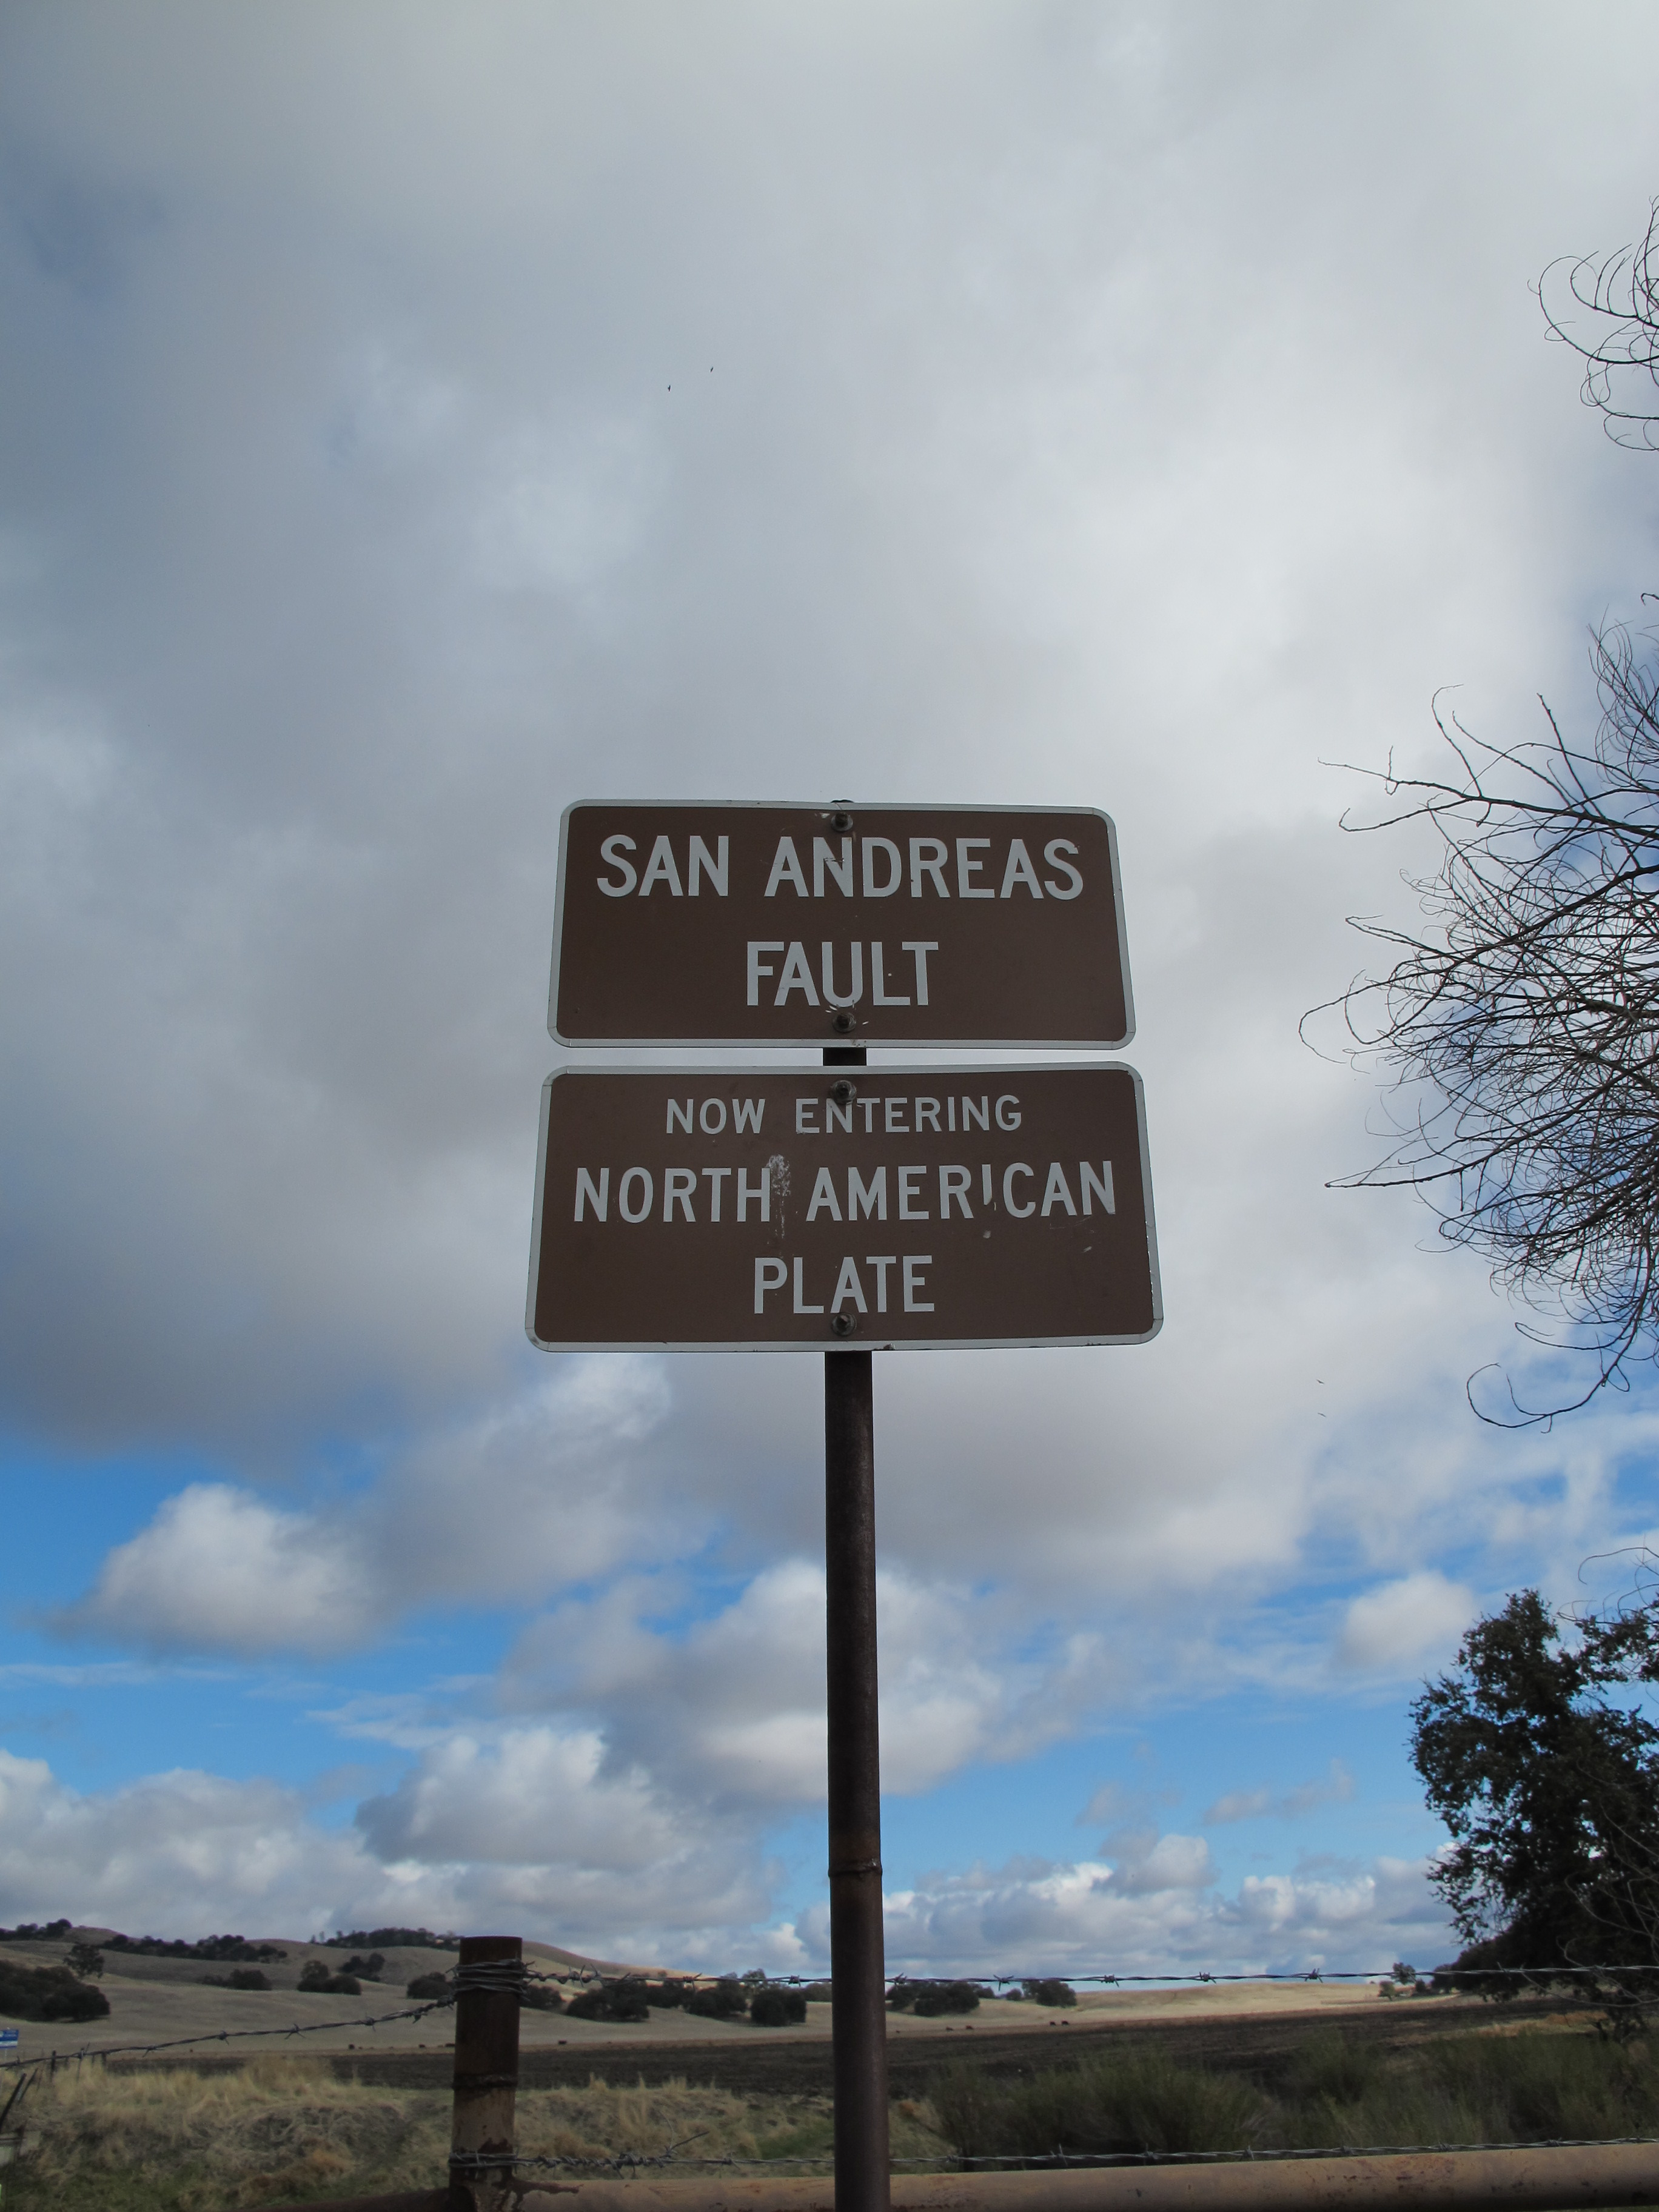 SAN ANDREAS
FAULT
NOW ENTERING
NORTH AMERICAN
PLATE